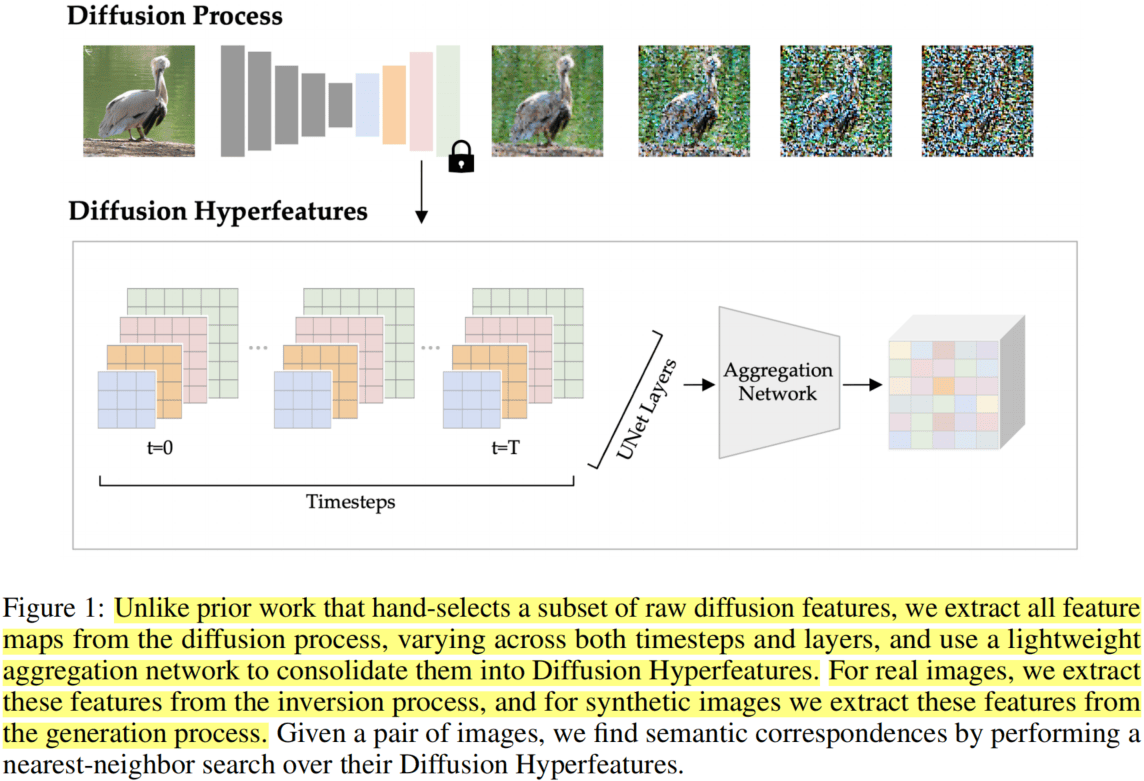 Diffusion Process
Diffusion Hyperfeatures
t=0
t=T
Timesteps
UNet Layers
Aggregation
Network
Figure 1: Unlike prior work that hand-selects a subset of raw diffusion features, we extract all feature
maps from the diffusion process, varying across both timesteps and layers, and use a lightweight
aggregation network to consolidate them into Diffusion Hyperfeatures. For real images, we extract
these features from the inversion process, and for synthetic images we extract these features from
the generation process. Given a pair of images, we find semantic correspondences by performing a
nearest-neighbor search over their Diffusion Hyperfeatures.